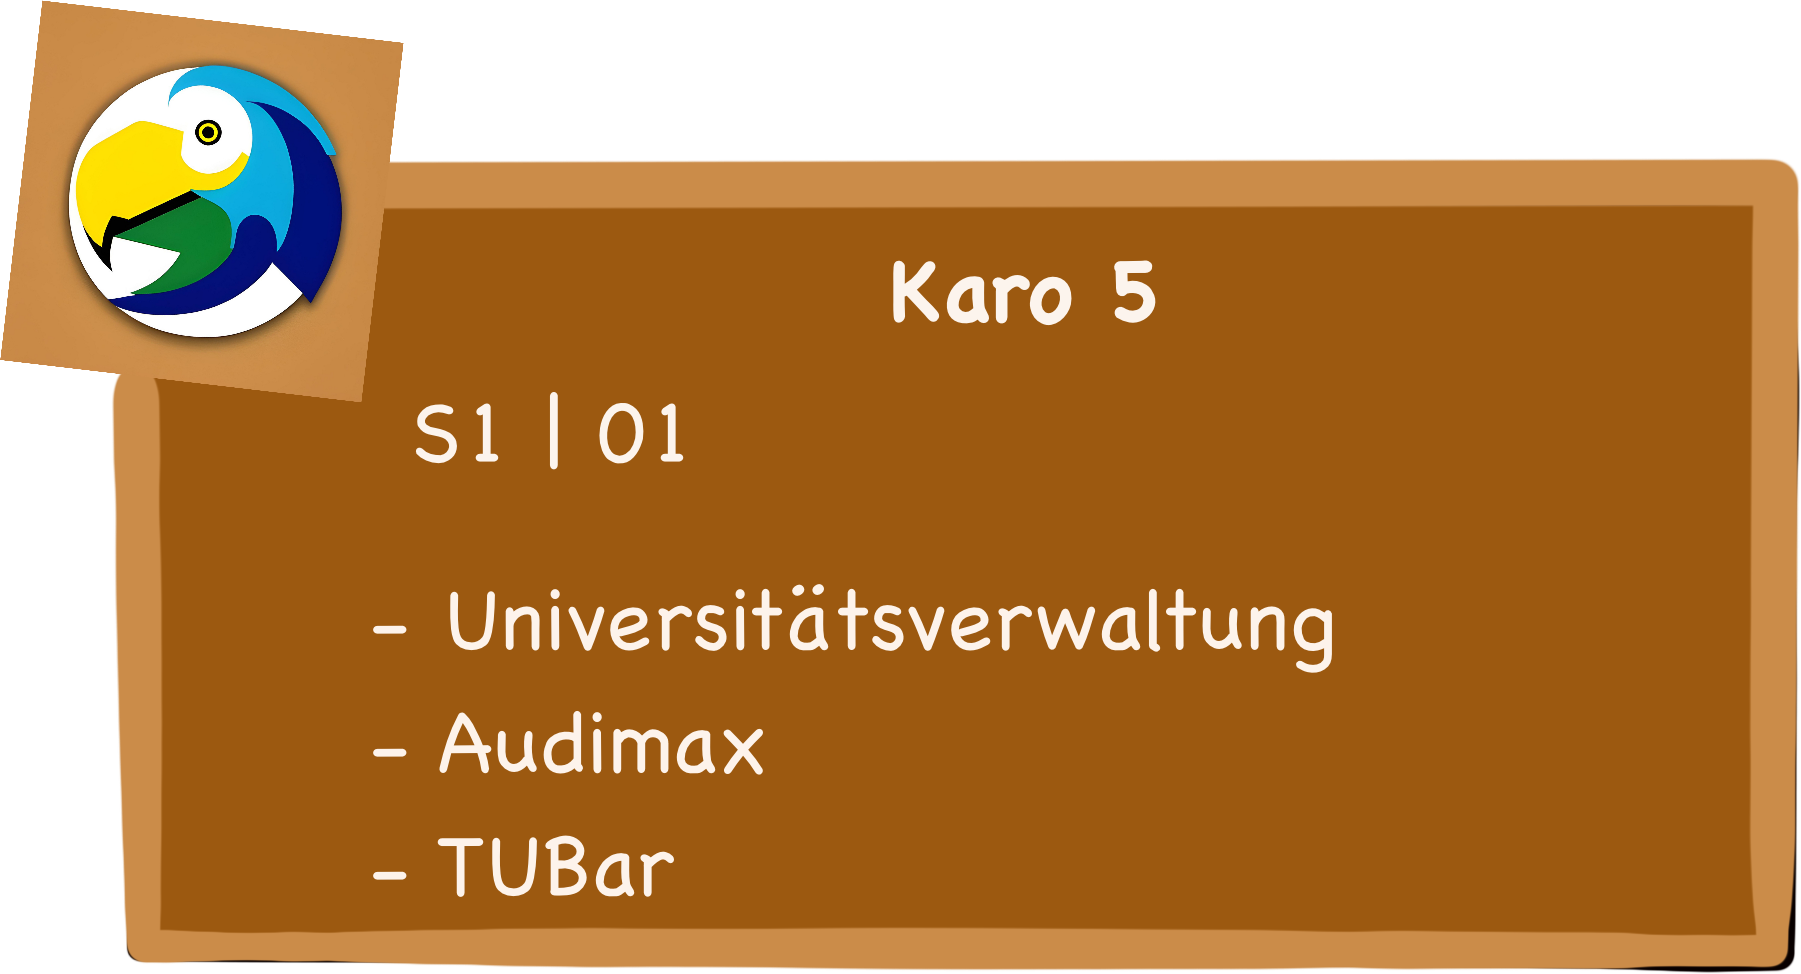 Karo 5
S1 | 01
- Universitätsverwaltung
- Audimax
- TUBar